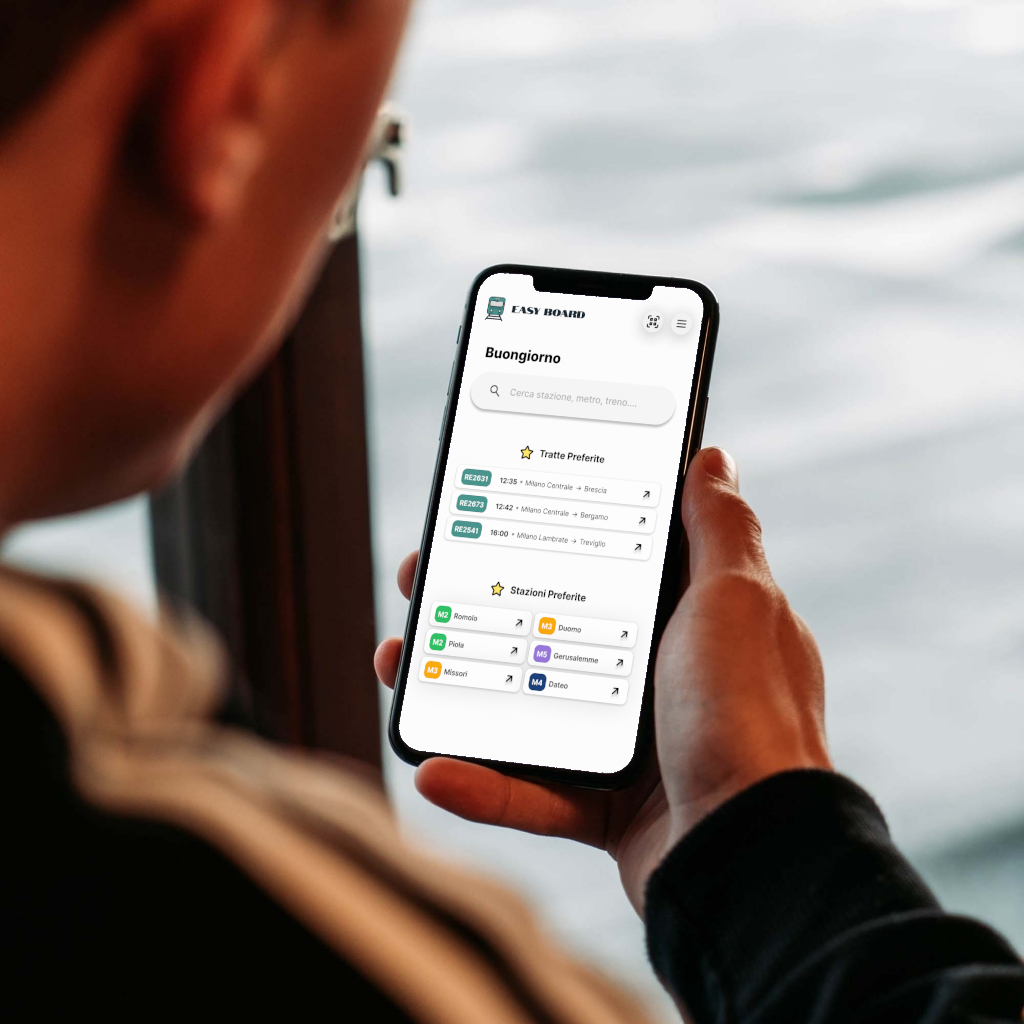 EASY BOARD
Buongiorno
Cerca stazione, metro, treno....
Tratte Preferite
RE2631 12:35 • Milano Centrale → Brescia
RE2673 12:42 • Milano Centrale → Bergamo
RE2541 16:00 • Milano Lambrate → Treviglio
Stazioni Preferite
M2 Romolo M3 Duomo
M2 Piola M5 Gerusalemme
M3 Missori M4 Dateo